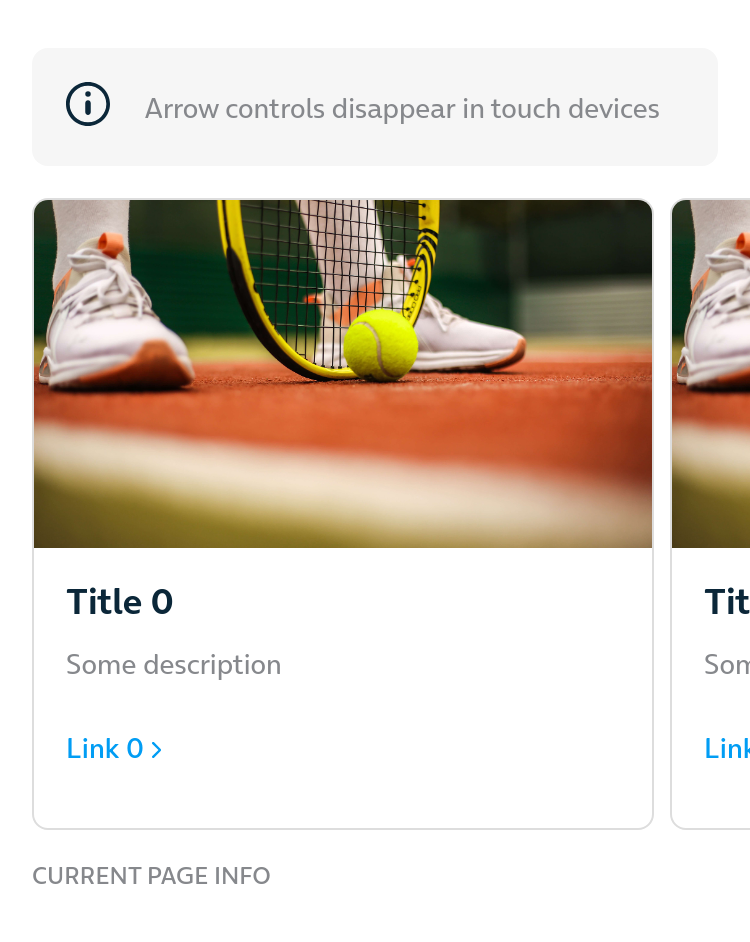 Arrow controls disappear in touch devices
Title 0
Tit
Some description
Som
Link 0
Link
CURRENT PAGE INFO